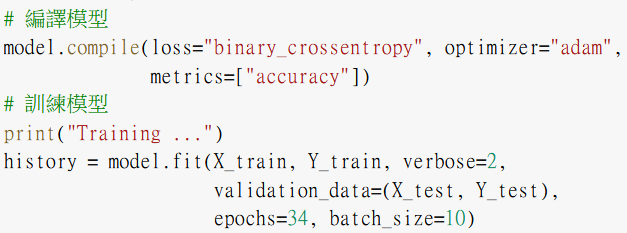 # 編譯模型
model.compile(loss="binary_crossentropy", optimizer="adam",
              metrics=["accuracy"])
# 訓練模型
print("Training ...")
history = model.fit(X_train, Y_train, verbose=2,
                    validation_data=(X_test, Y_test),
                    epochs=34, batch_size=10)